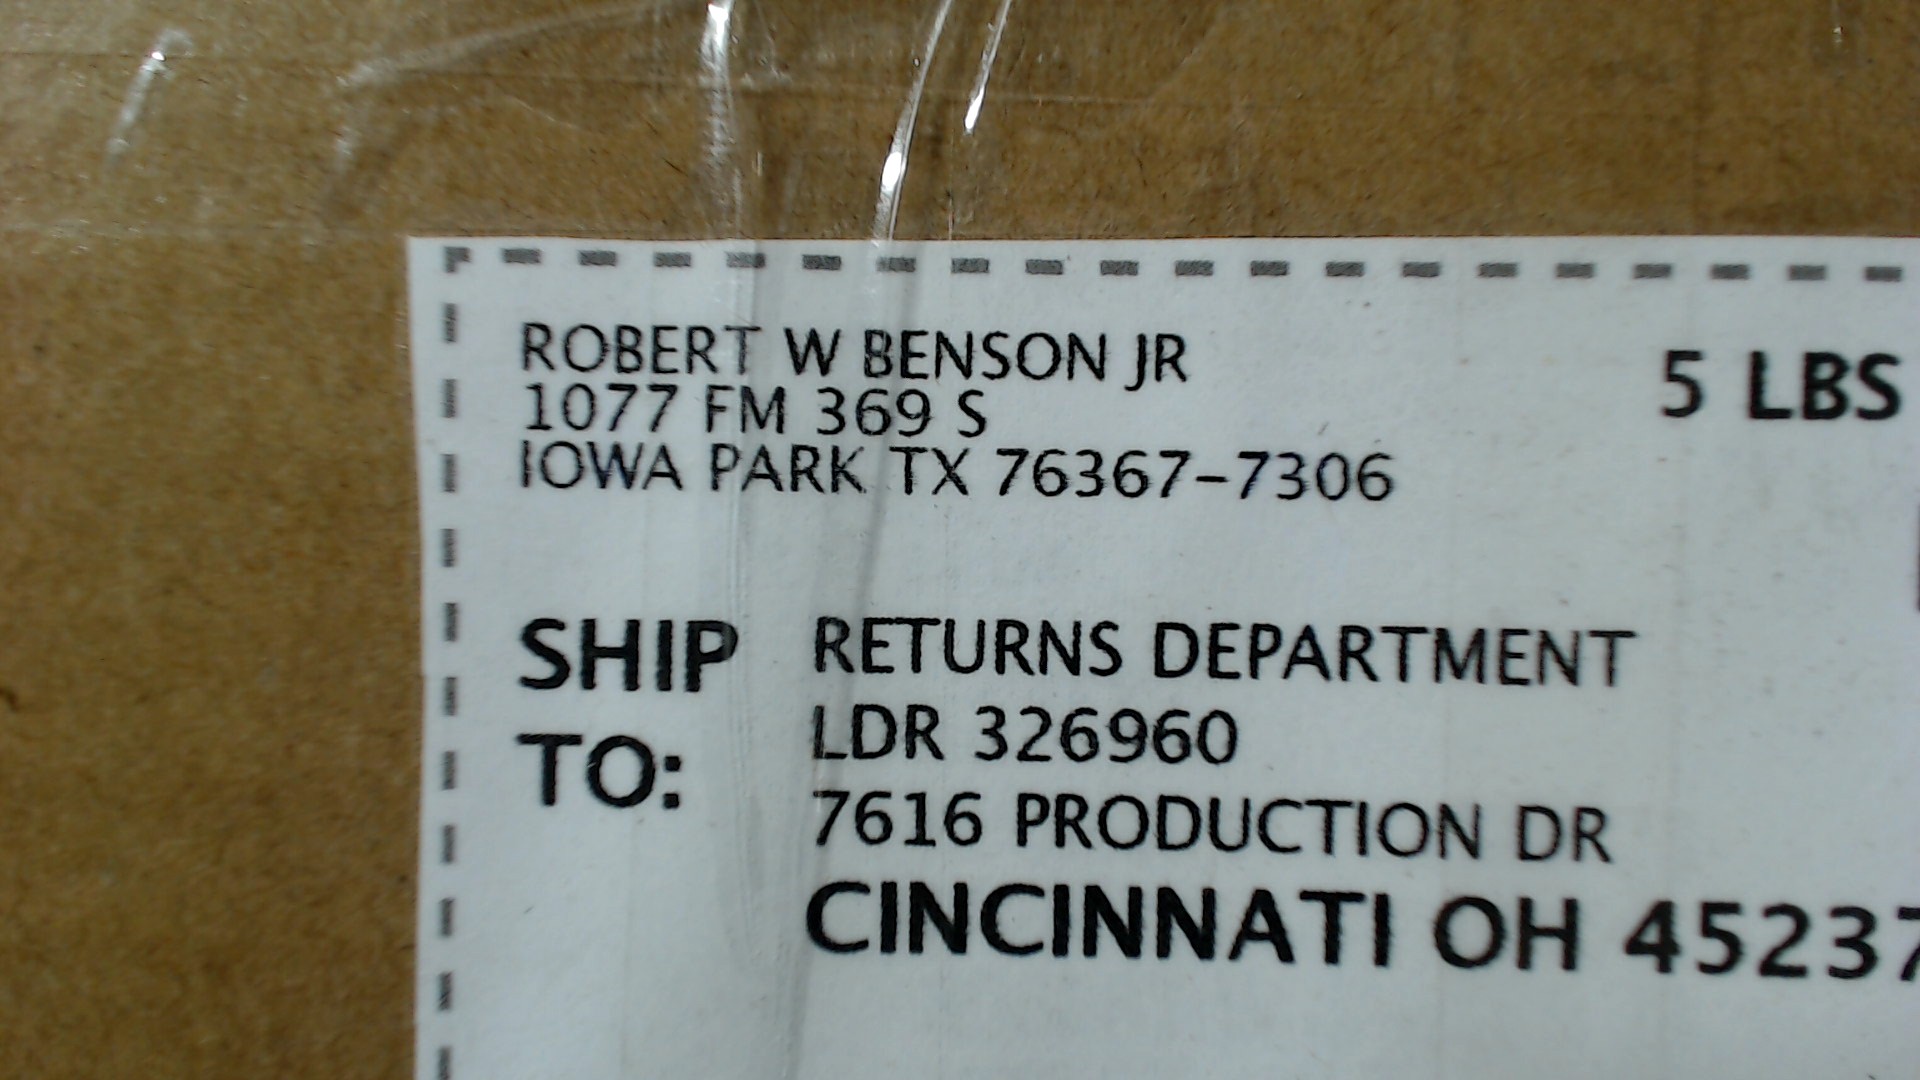 ROBERT W BENSON JR
5 LBS
1077 FM 369 S
IOWA PARK TX 76367-7306
SHIP TO:
RETURNS DEPARTMENT
LDR 326960
7616 PRODUCTION DR
CINCINNATI OH 45237